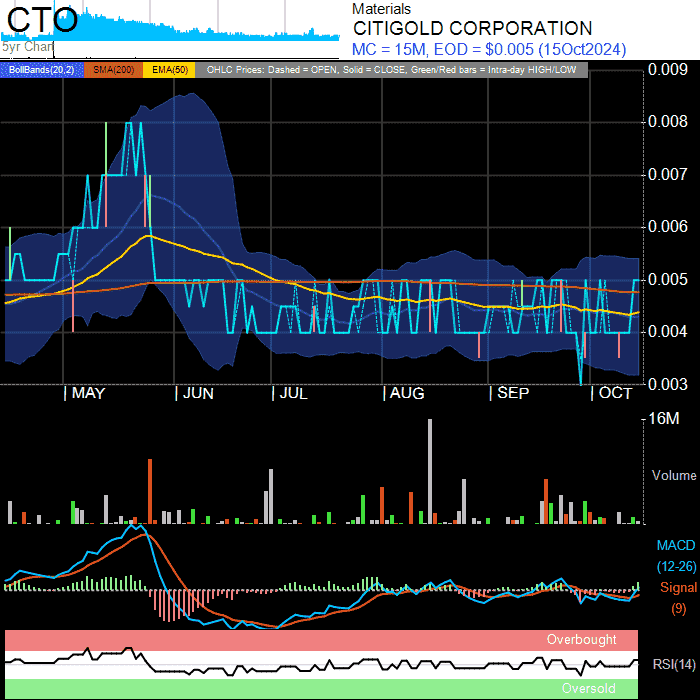 CTO
5yr Chart
Materials
CITIGOLD CORPORATION
MC = 15M, EOD = $0.005 (15Oct2024)
BollBands(20,2) SMA(200) EMA(50) OHLC Prices: Dashed = OPEN, Solid = CLOSE, Green/Red bars = Intra-day HIGH/LOW
0.009
0.008
0.007
0.006
0.005
0.004
0.003
| MAY | JUN | JUL | AUG | SEP | OCT
16M
Volume
MACD
(12-26)
Signal
(9)
Overbought
RSI(14)
Oversold